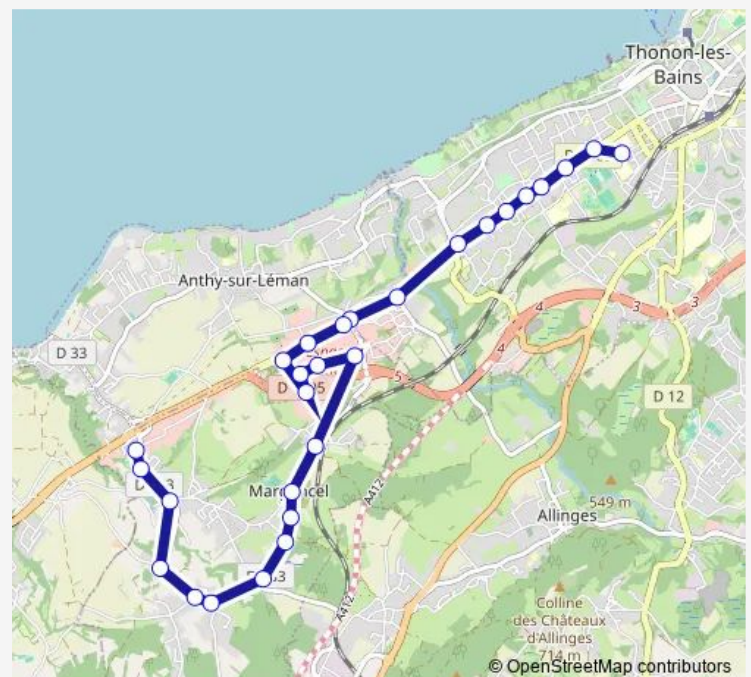 Thonon-les-
Bains
Anthy-sur-Léman
D 33
4
3
3
4
5
D 12
A412
549 m
Allinges
A412
Colline
des Châteaux
d'Allinges
714 m
© OpenStreetMap contributors